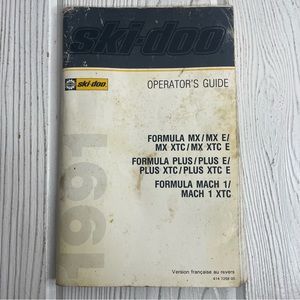 ski-doo
ski-doo
OPERATOR'S GUIDE
FORMULA MX/MX E/
MX XTC/MX XTC E
FORMULA PLUS/PLUS E/
PLUS XTC/PLUS XTC E
FORMULA MACH 1/
MACH 1 XTC
1991
Version française au revers